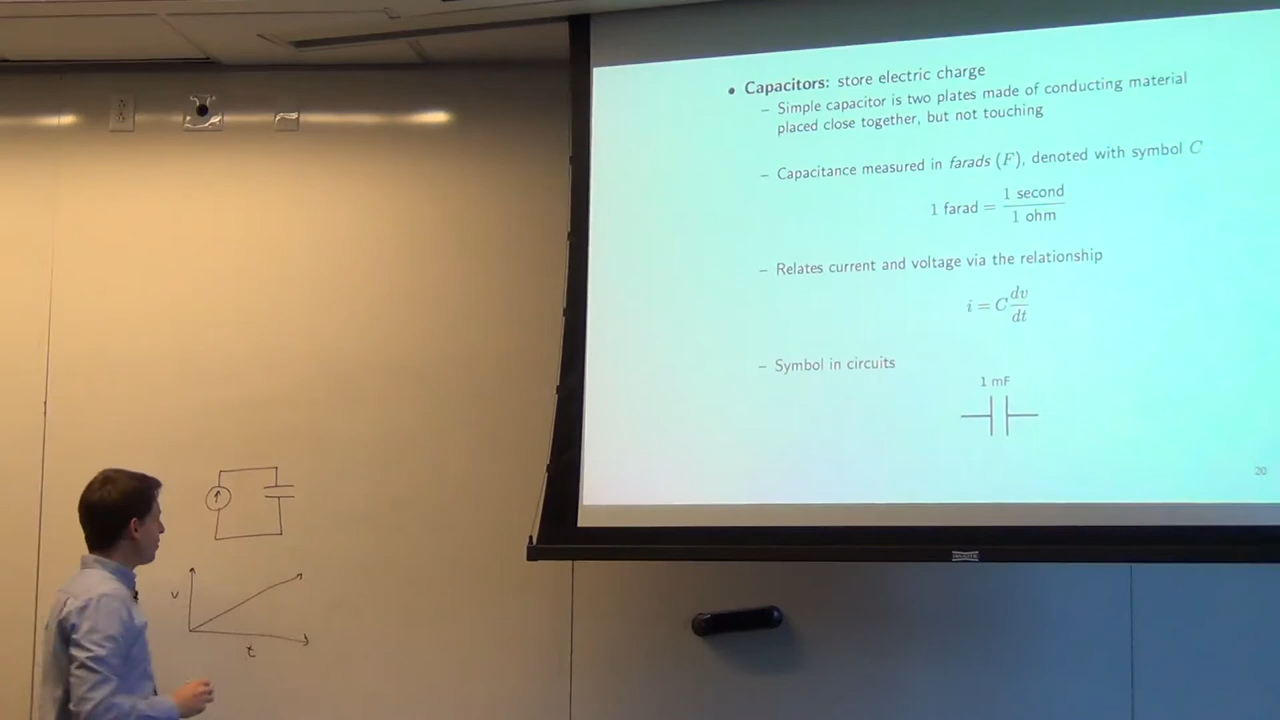 • Capacitors: store electric charge
– Simple capacitor is two plates made of conducting material
placed close together, but not touching
– Capacitance measured in farads (F), denoted with symbol C
1 farad = 1 second / 1 ohm
– Relates current and voltage via the relationship
i = C dv/dt
– Symbol in circuits
1 mF
20
v
t